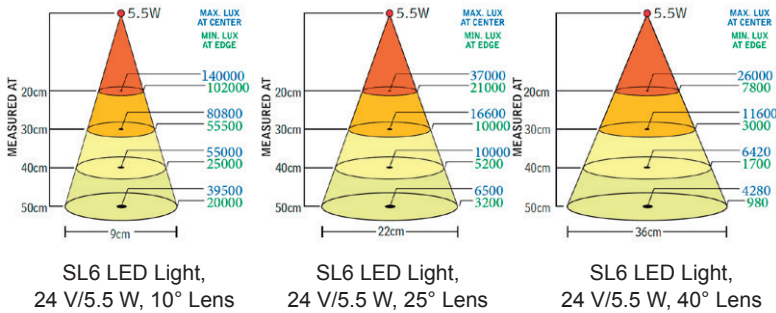 5.5W
MAX. LUX
AT CENTER
MIN. LUX
AT EDGE
MEASURED AT
20cm
140000
102000
30cm
80800
55500
40cm
55000
25000
50cm
39500
20000
9cm
SL6 LED Light,
24 V/5.5 W, 10° Lens
5.5W
MAX. LUX
AT CENTER
MIN. LUX
AT EDGE
MEASURED AT
20cm
37000
21000
30cm
16600
10000
40cm
10000
5200
50cm
6500
3200
22cm
SL6 LED Light,
24 V/5.5 W, 25° Lens
5.5W
MAX. LUX
AT CENTER
MIN. LUX
AT EDGE
MEASURED AT
20cm
26000
7800
30cm
11600
3000
40cm
6420
1700
50cm
4280
980
36cm
SL6 LED Light,
24 V/5.5 W, 40° Lens